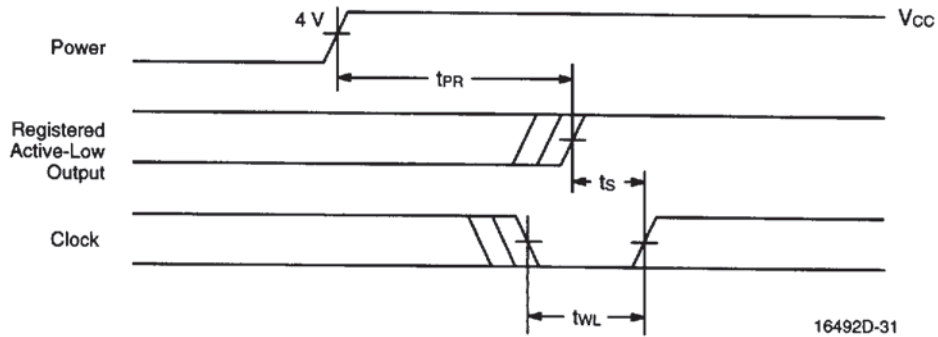 4 V
VCC
Power
tPR
Registered
Active-Low
Output
tS
Clock
tWL
16492D-31